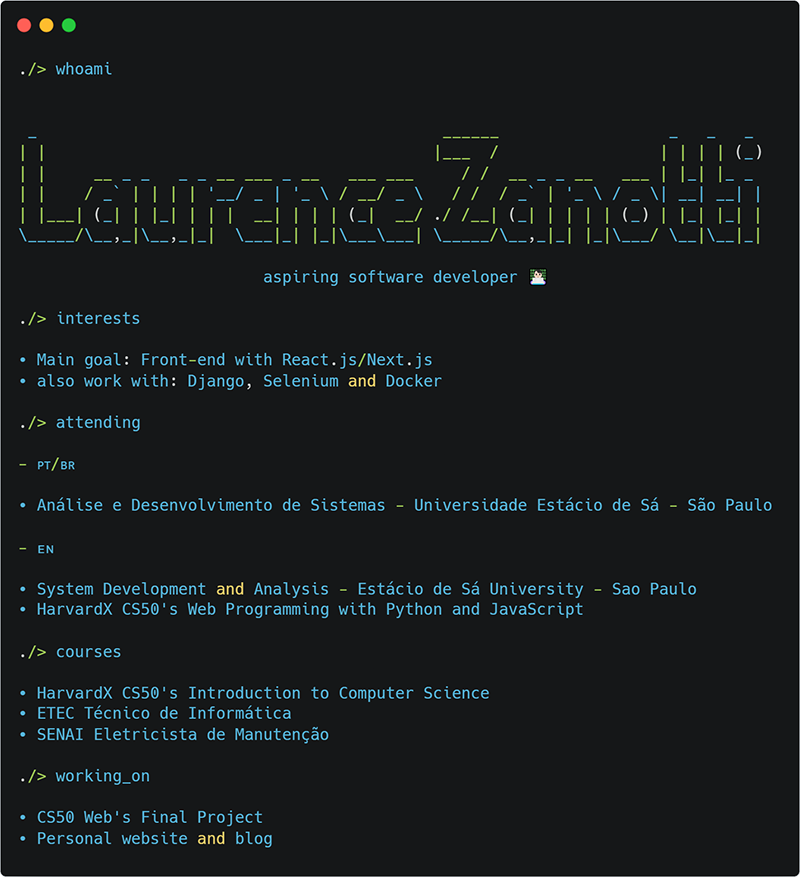 ./> whoami
Laurence Zanotti
aspiring software developer
./> interests
• Main goal: Front-end with React.js/Next.js
• also work with: Django, Selenium and Docker
./> attending
- ᴘᴛ/ʙʀ
• Análise e Desenvolvimento de Sistemas - Universidade Estácio de Sá - São Paulo
- ᴇɴ
• System Development and Analysis - Estácio de Sá University - Sao Paulo
• HarvardX CS50's Web Programming with Python and JavaScript
./> courses
• HarvardX CS50's Introduction to Computer Science
• ETEC Técnico de Informática
• SENAI Eletricista de Manutenção
./> working_on
• CS50 Web's Final Project
• Personal website and blog